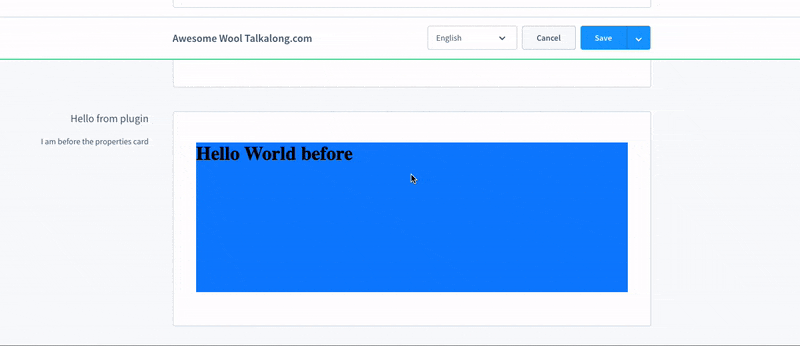 Awesome Wool Talkalong.com
English
Cancel
Save
Hello from plugin
I am before the properties card
Hello World before